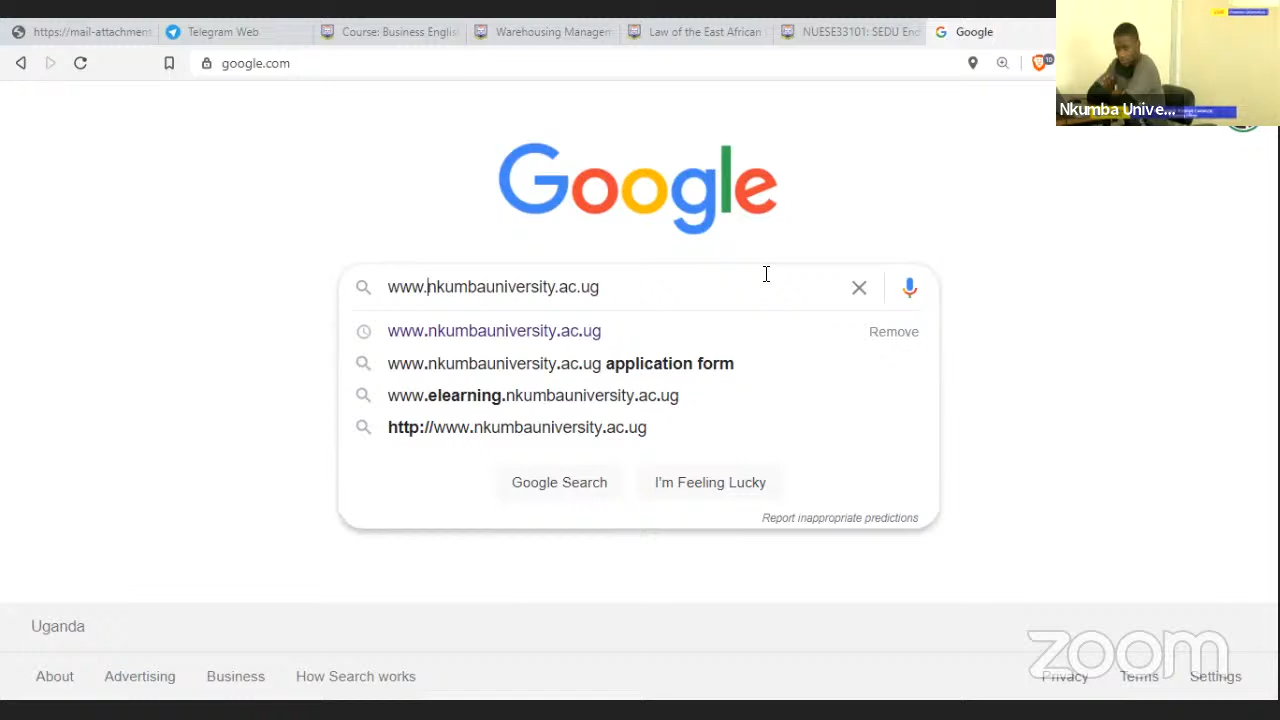 https://mail-attachment.
Telegram Web
Course: Business Englis
Warehousing Managem
Law of the East African
NUESE33101: SEDU End
Google
google.com
10
Nkumba Unive...
Google
www.nkumbauniversity.ac.ug
www.nkumbauniversity.ac.ug
Remove
www.nkumbauniversity.ac.ug application form
www.elearning.nkumbauniversity.ac.ug
http://www.nkumbauniversity.ac.ug
Google Search
I'm Feeling Lucky
Report inappropriate predictions
Uganda
zoom
About
Advertising
Business
How Search works
Privacy
Terms
Settings